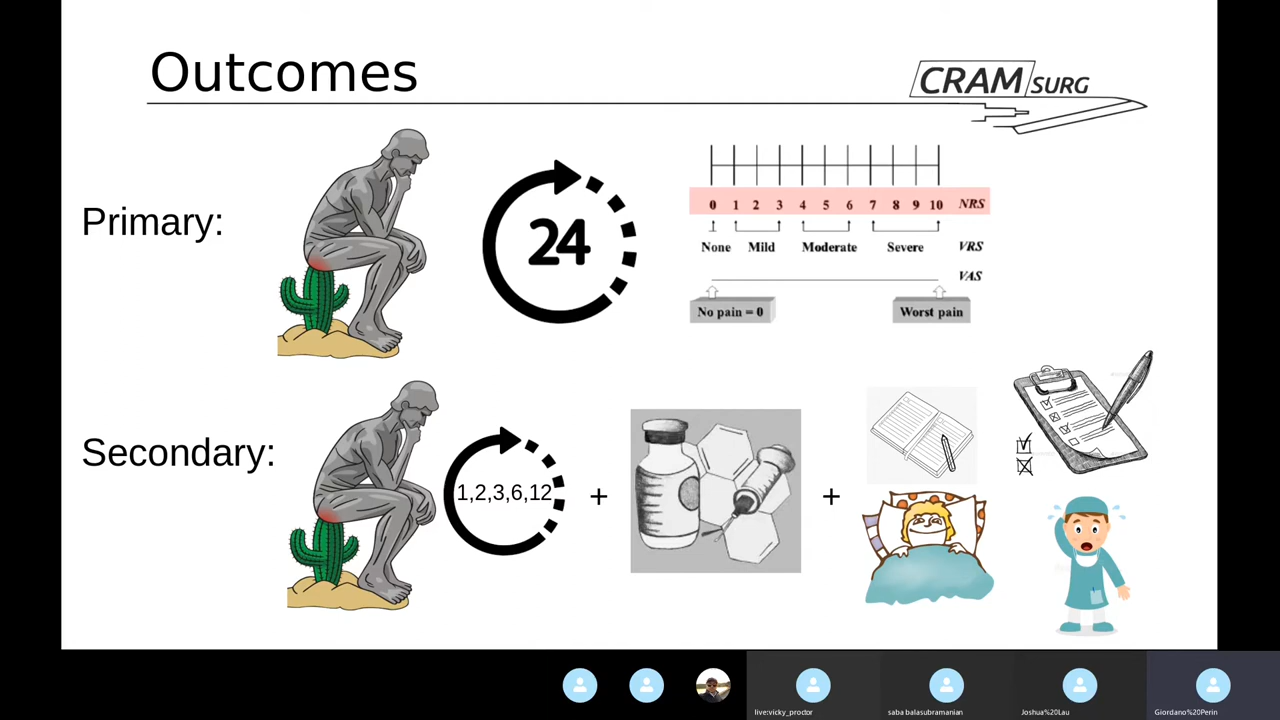 Outcomes
CRAM SURG
Primary:
24
0 1 2 3 4 5 6 7 8 9 10 NRS
None Mild Moderate Severe VRS
VAS
No pain = 0 Worst pain
Secondary:
1,2,3,6,12 + +
live:vicky_proctor saba balasubramanian Joshua%20Lau Giordano%20Perin